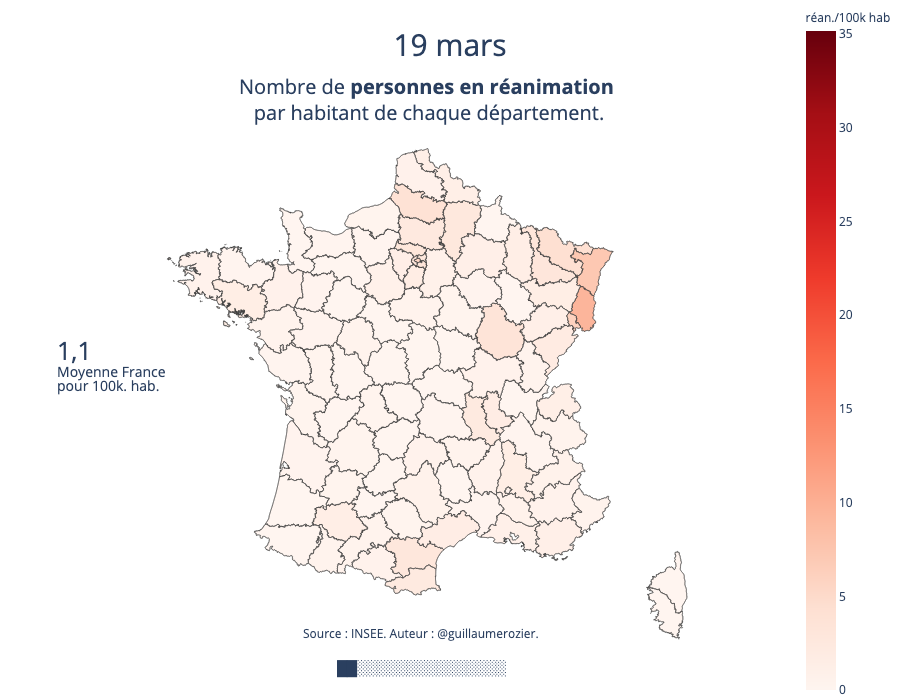 19 mars
Nombre de personnes en réanimation
par habitant de chaque département.
réan./100k hab
35
30
25
20
15
10
5
0
1,1
Moyenne France
pour 100k. hab.
Source : INSEE. Auteur : @guillaumerozier.